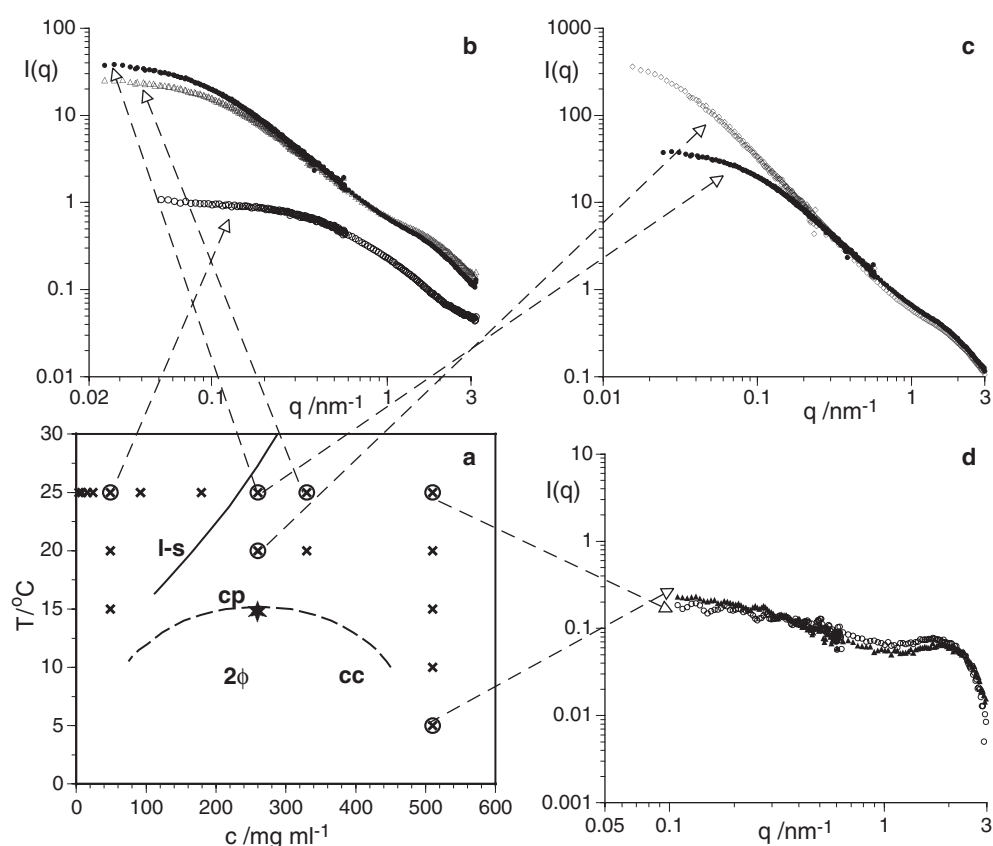 b
I(q)
100
10
1
0.1
0.01
0.02 0.1 1 3
q /nm-1
c
I(q)
1000
100
10
1
0.1
0.01 0.1 1 3
q /nm-1
a
T/°C
30
25
20
15
10
5
0
l-s
cp
2ϕ
cc
0 100 200 300 400 500 600
c /mg ml-1
d
I(q)
10
1
0.1
0.01
0.001
0.05 0.1 1 3
q /nm-1